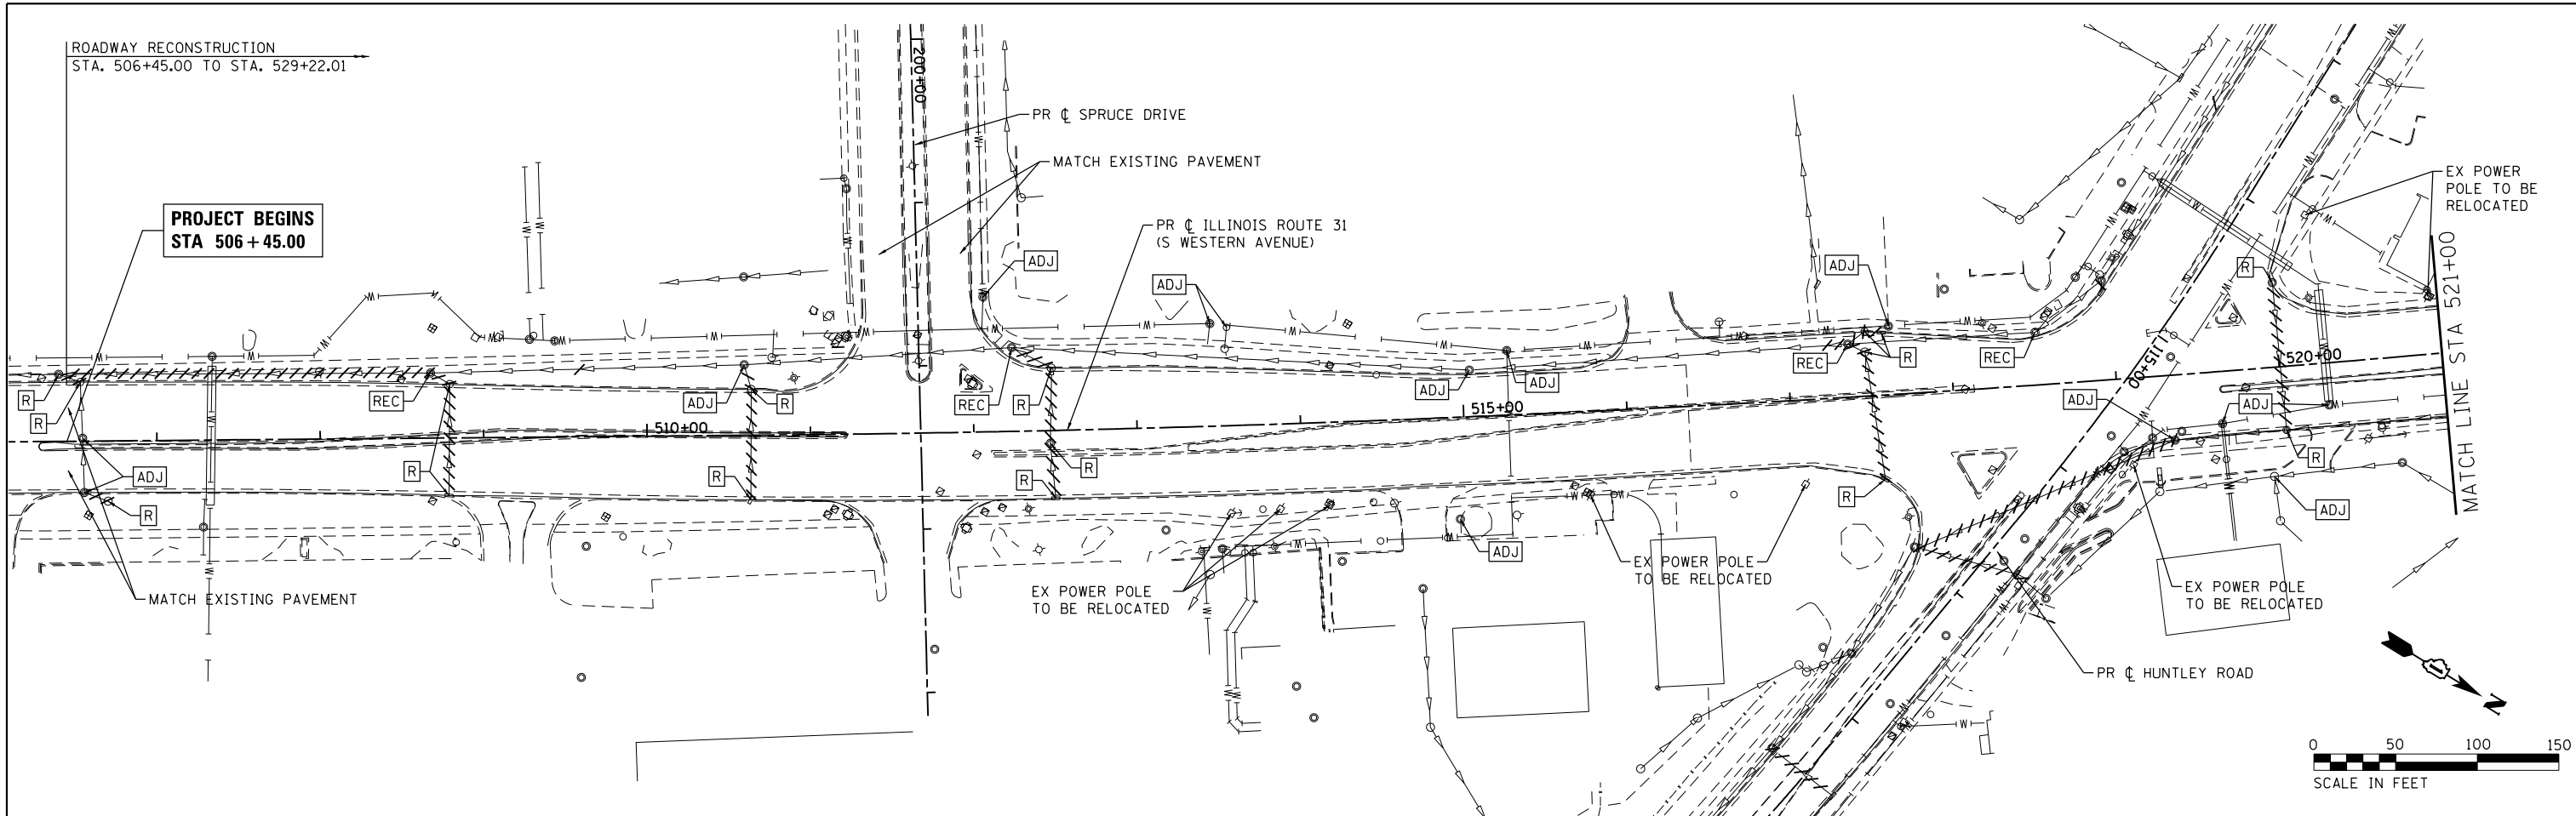 ROADWAY RECONSTRUCTION
STA. 506+45.00 TO STA. 529+22.01
200+00
PR ℄ SPRUCE DRIVE
MATCH EXISTING PAVEMENT
EX POWER
POLE TO BE
RELOCATED
PROJECT BEGINS
STA 506+45.00
PR ℄ ILLINOIS ROUTE 31
(S WESTERN AVENUE)
ADJ
ADJ
ADJ
R
MATCH LINE STA 521+00
REC
R
REC
520+00
115+00
R
R
REC
ADJ
R
REC
R
ADJ
ADJ
515+00
ADJ
ADJ
510+00
ADJ
R
R
R
R
R
R
ADJ
R
R
ADJ
ADJ
EX POWER POLE
TO BE RELOCATED
EX POWER POLE
TO BE RELOCATED
EX POWER POLE
TO BE RELOCATED
MATCH EXISTING PAVEMENT
PR ℄ HUNTLEY ROAD
N
0 50 100 150
SCALE IN FEET